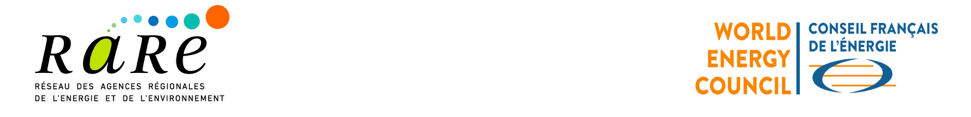 RaRe
RÉSEAU DES AGENCES RÉGIONALES
DE L'ENERGIE ET DE L'ENVIRONNEMENT
WORLD
ENERGY
COUNCIL
CONSEIL FRANÇAIS
DE L'ÉNERGIE